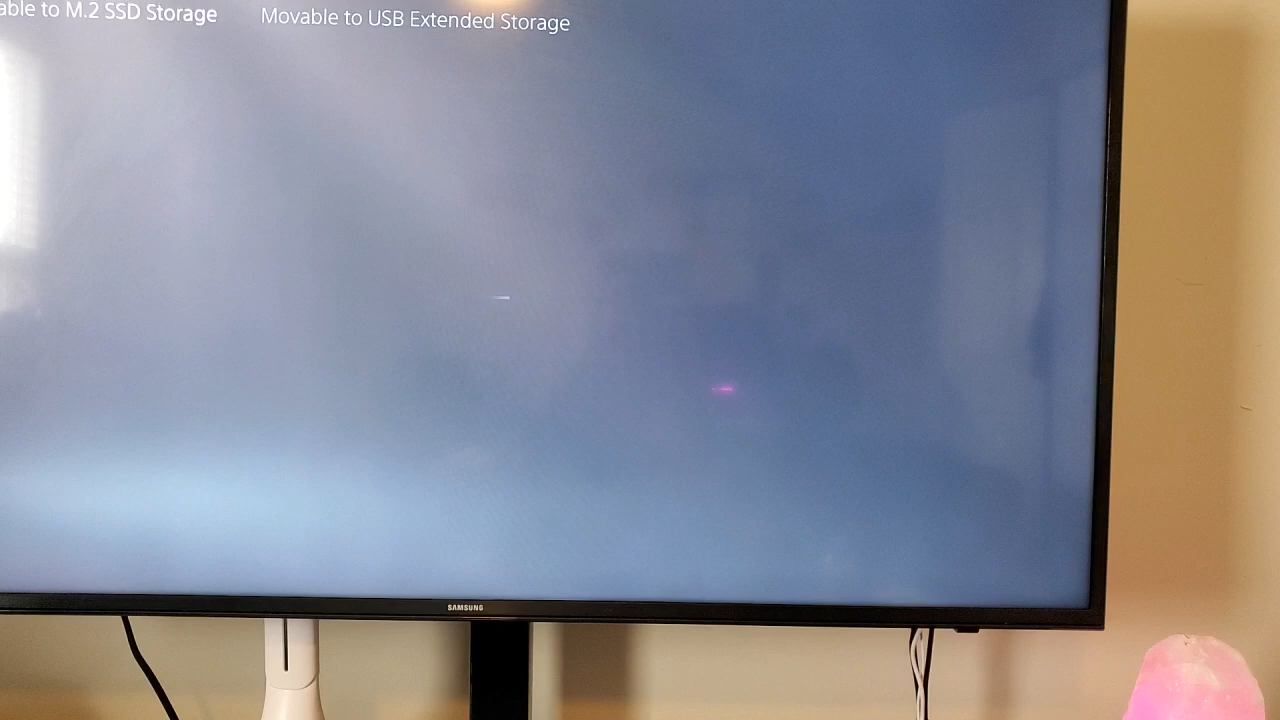 able to M.2 SSD Storage
Movable to USB Extended Storage
SAMSUNG